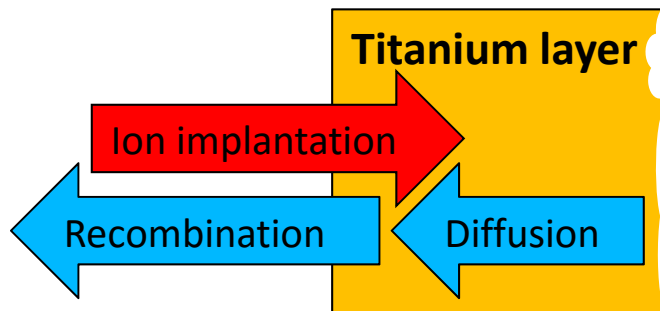 Titanium layer
Ion implantation
Recombination
Diffusion